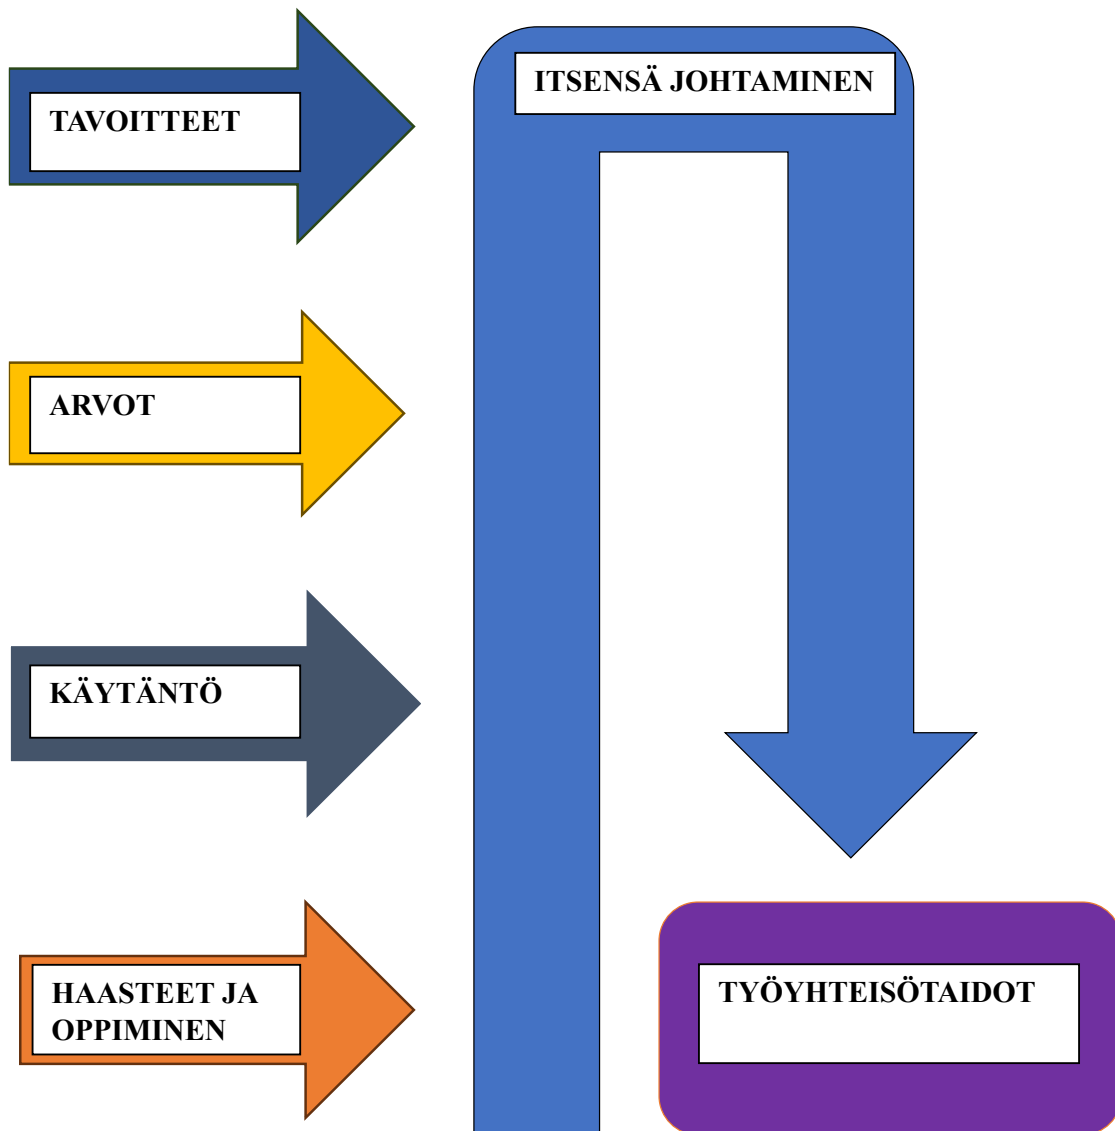 TAVOITTEET
ITSENSÄ JOHTAMINEN
ARVOT
KÄYTÄNTÖ
HAASTEET JA
OPPIMINEN
TYÖYHTEISÖTAIDOT